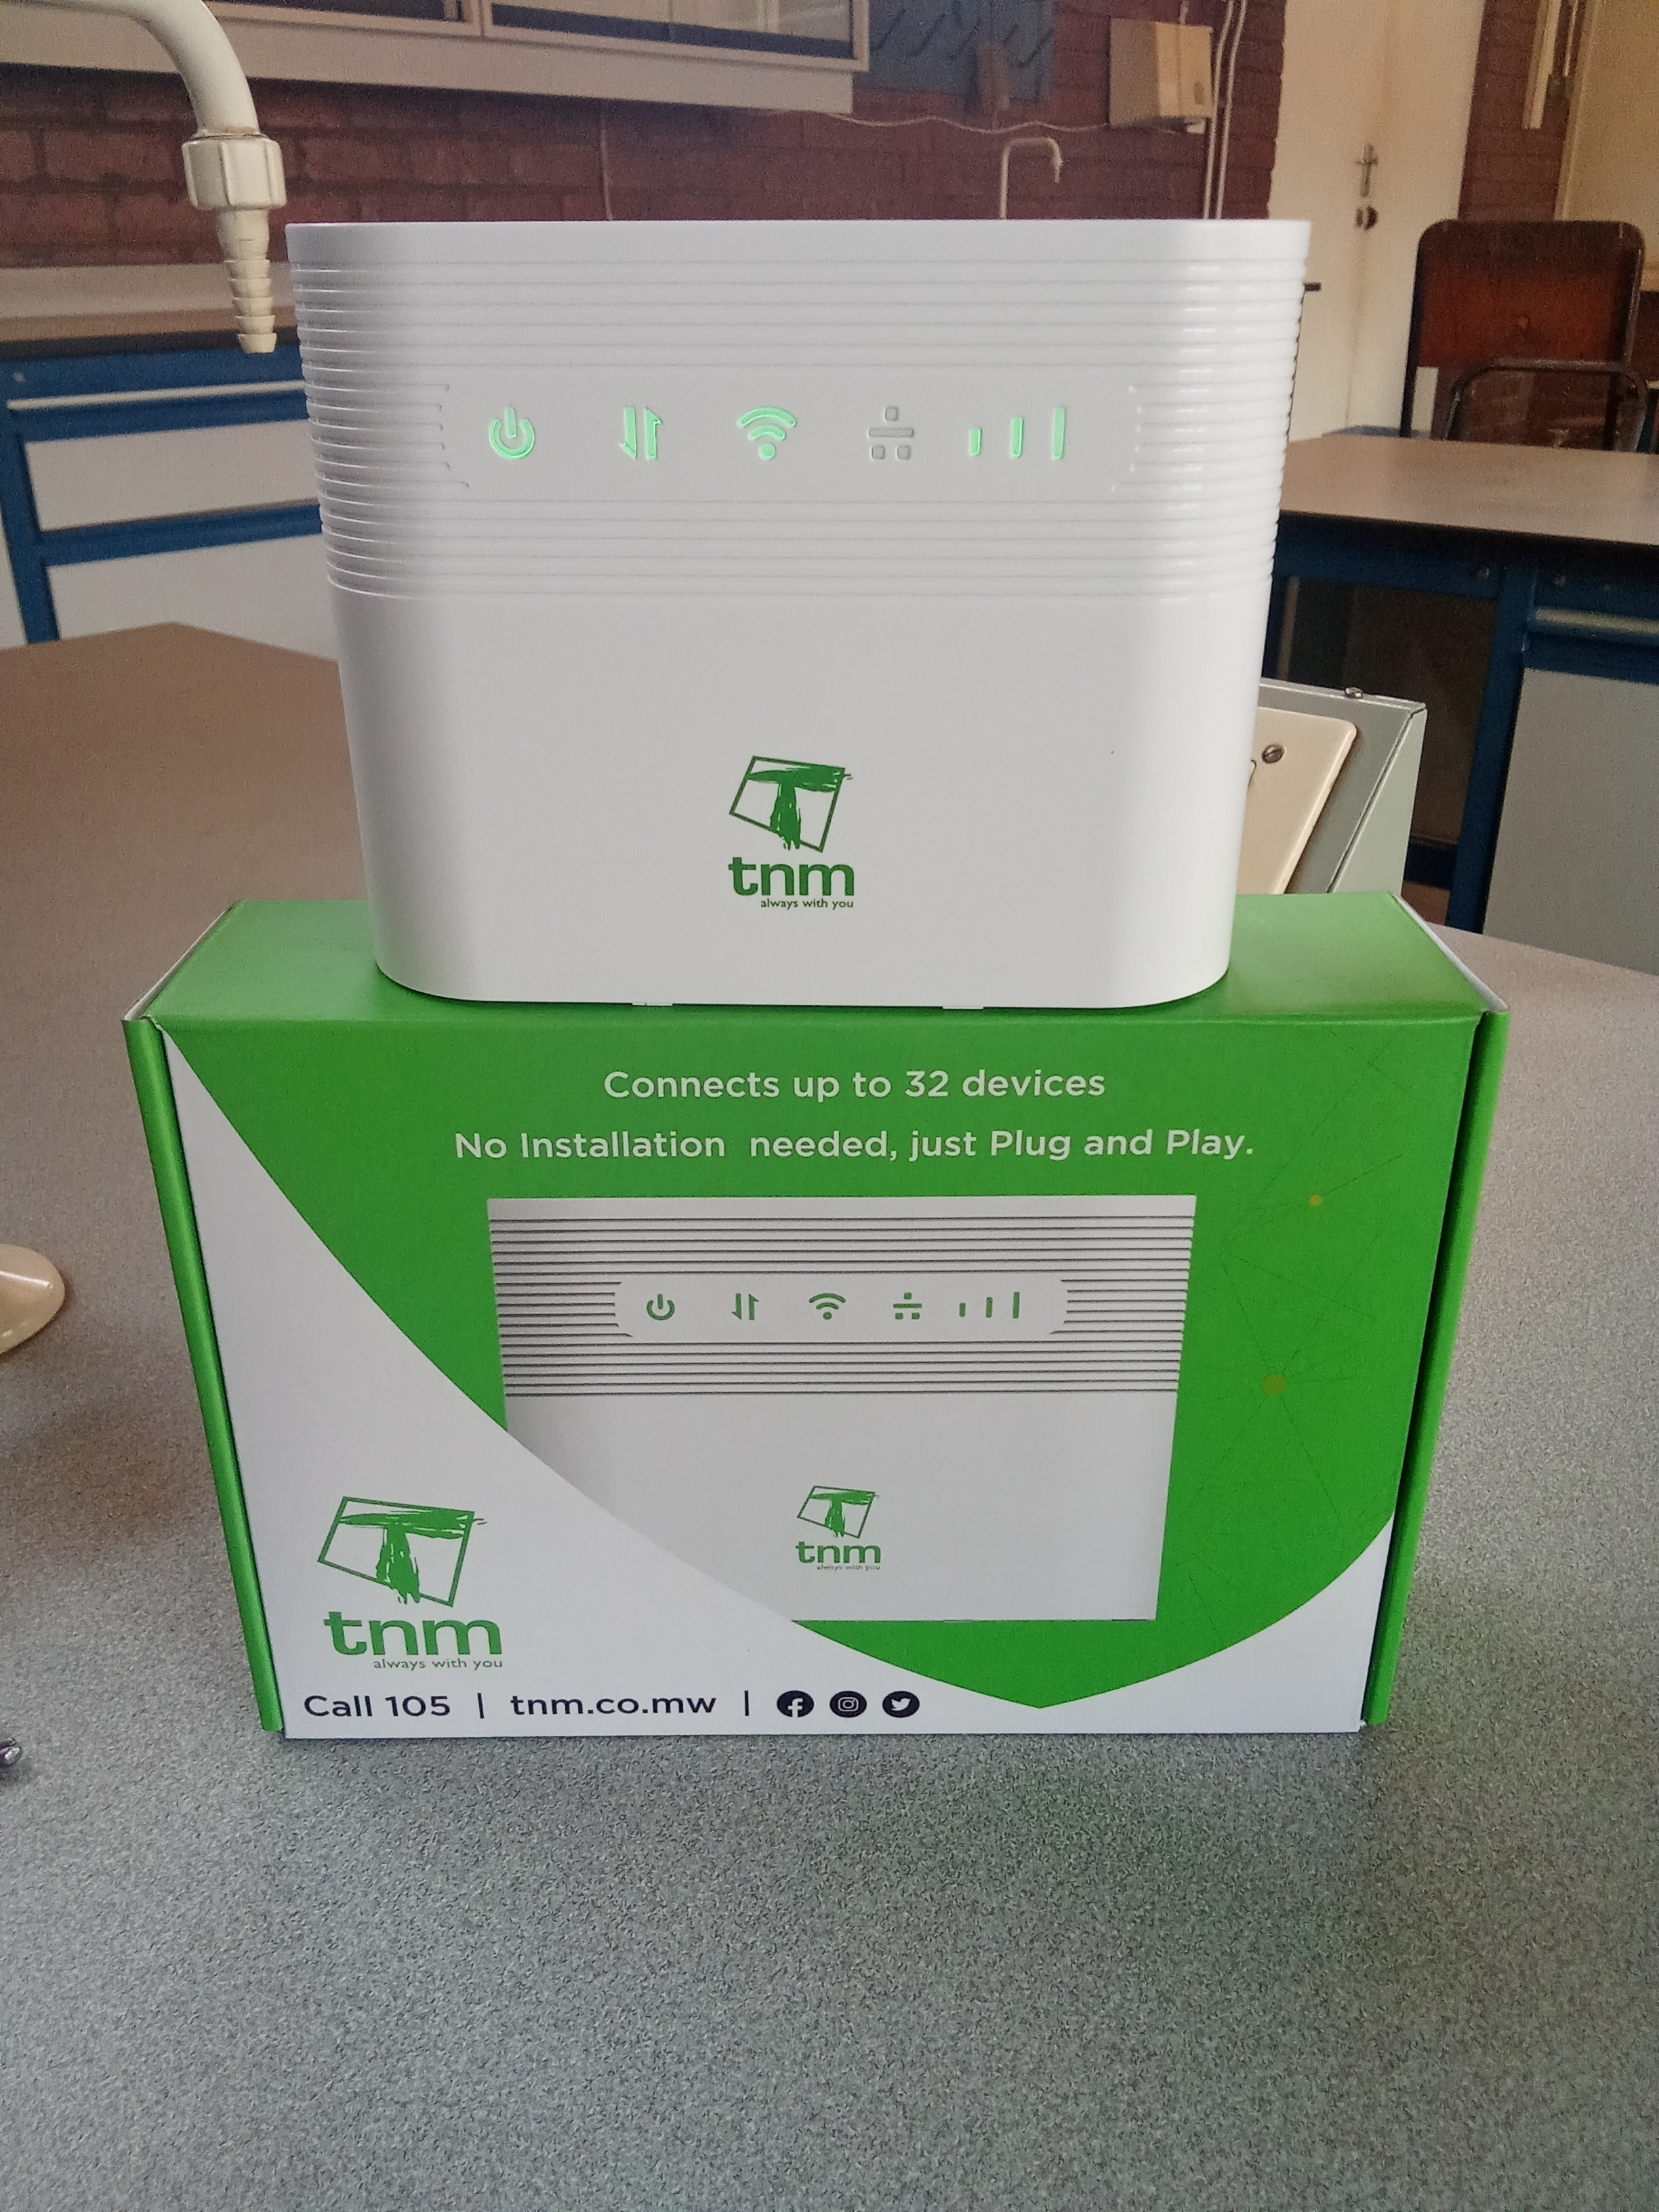 tnm
always with you
Connects up to 32 devices
No Installation needed, just Plug and Play.
tnm
always with you
tnm
always with you
Call 105 | tnm.co.mw |